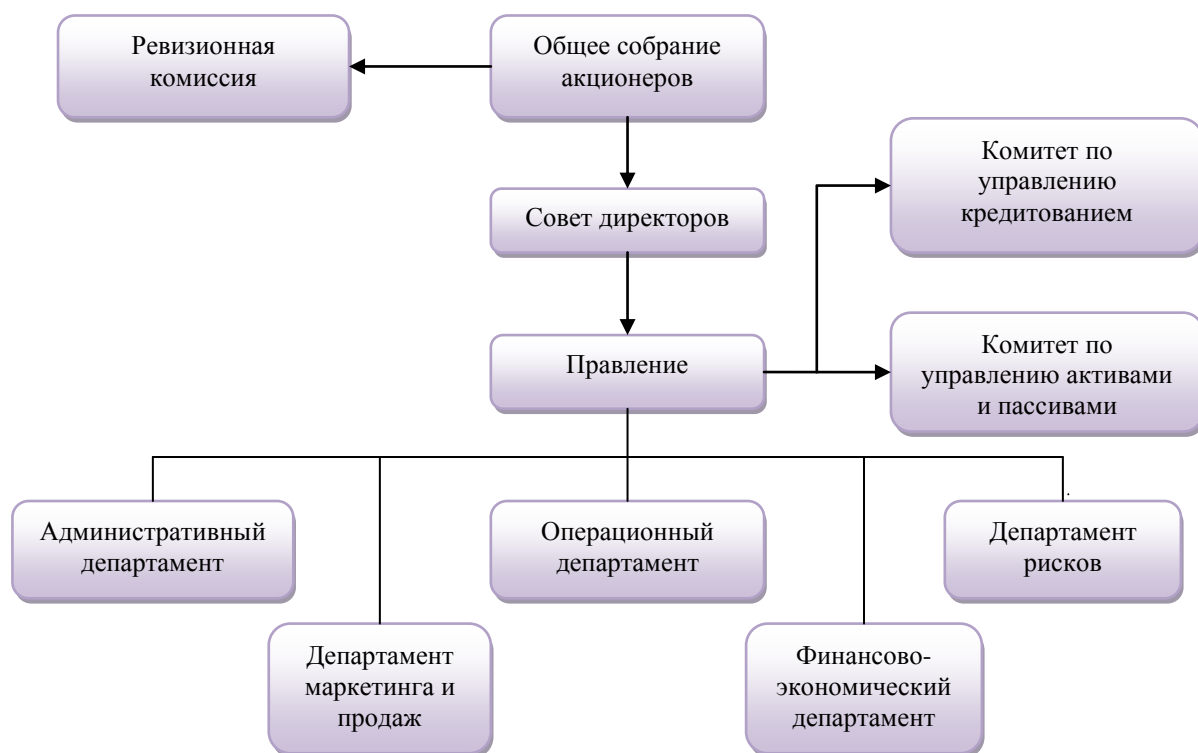 Ревизионная
комиссия
Общее собрание
акционеров
Комитет по
управлению
кредитованием
Совет директоров
Правление
Комитет по
управлению активами
и пассивами
Административный
департамент
Операционный
департамент
Департамент
рисков
Департамент
маркетинга и
продаж
Финансово-
экономический
департамент